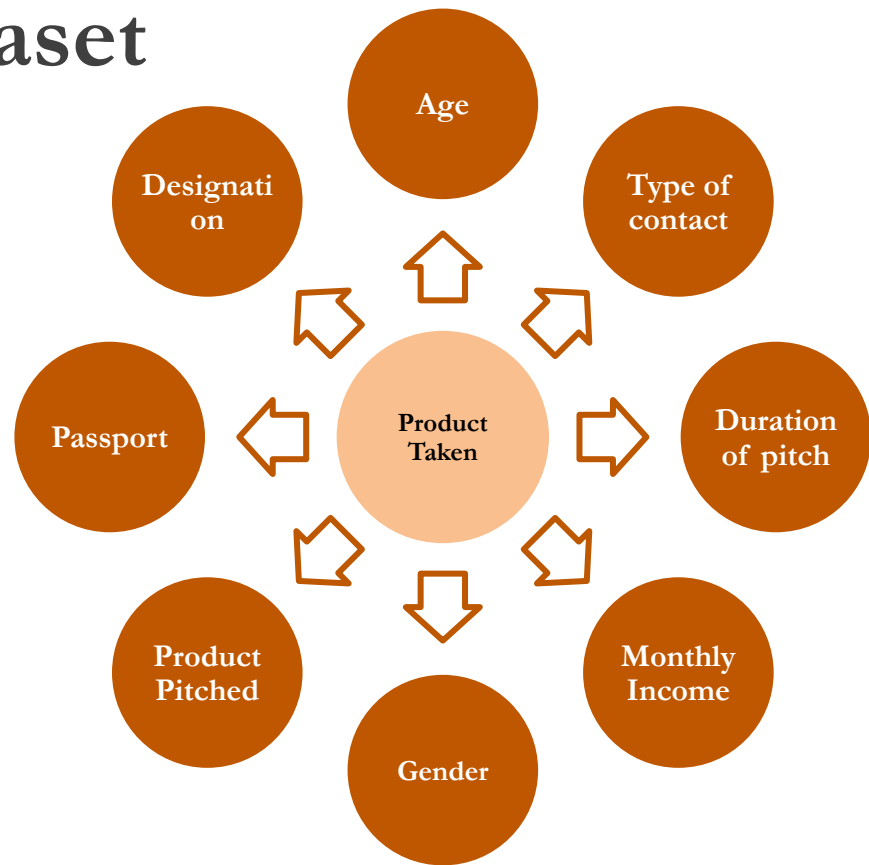 aset
Age
Type of
contact
Duration
of pitch
Monthly
Income
Gender
Product
Pitched
Passport
Designati
on
Product
Taken